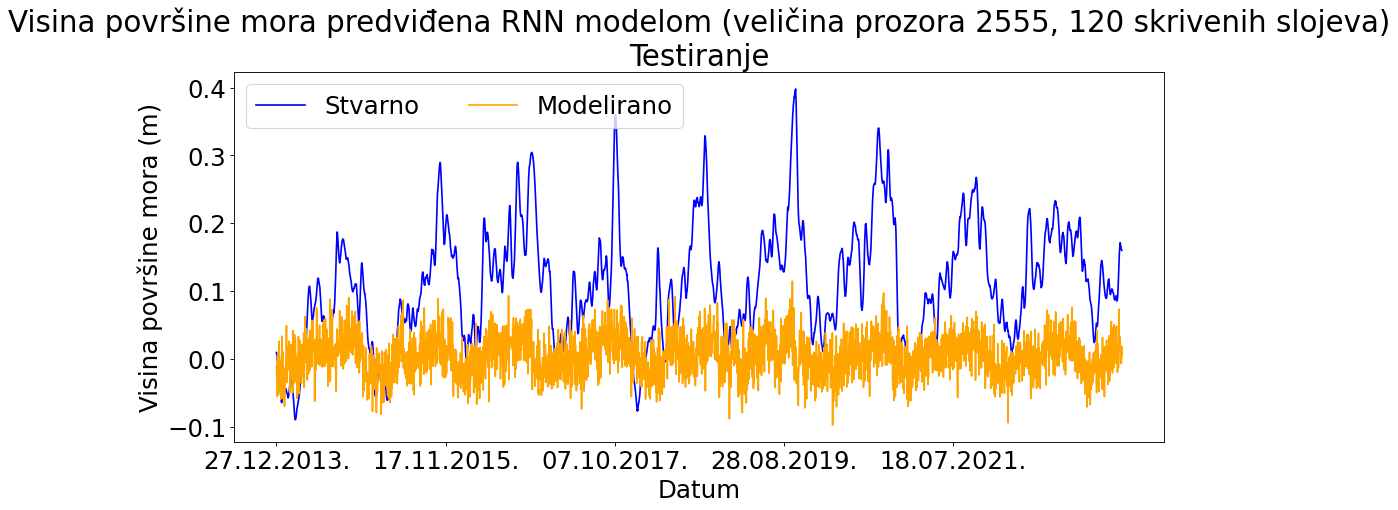 Visina površine mora predviđena RNN modelom (veličina prozora 2555, 120 skrivenih slojeva)
Testiranje
Stvarno
Modelirano
Visina površine mora (m)
0.4
0.3
0.2
0.1
0.0
−0.1
27.12.2013. 17.11.2015. 07.10.2017. 28.08.2019. 18.07.2021.
Datum